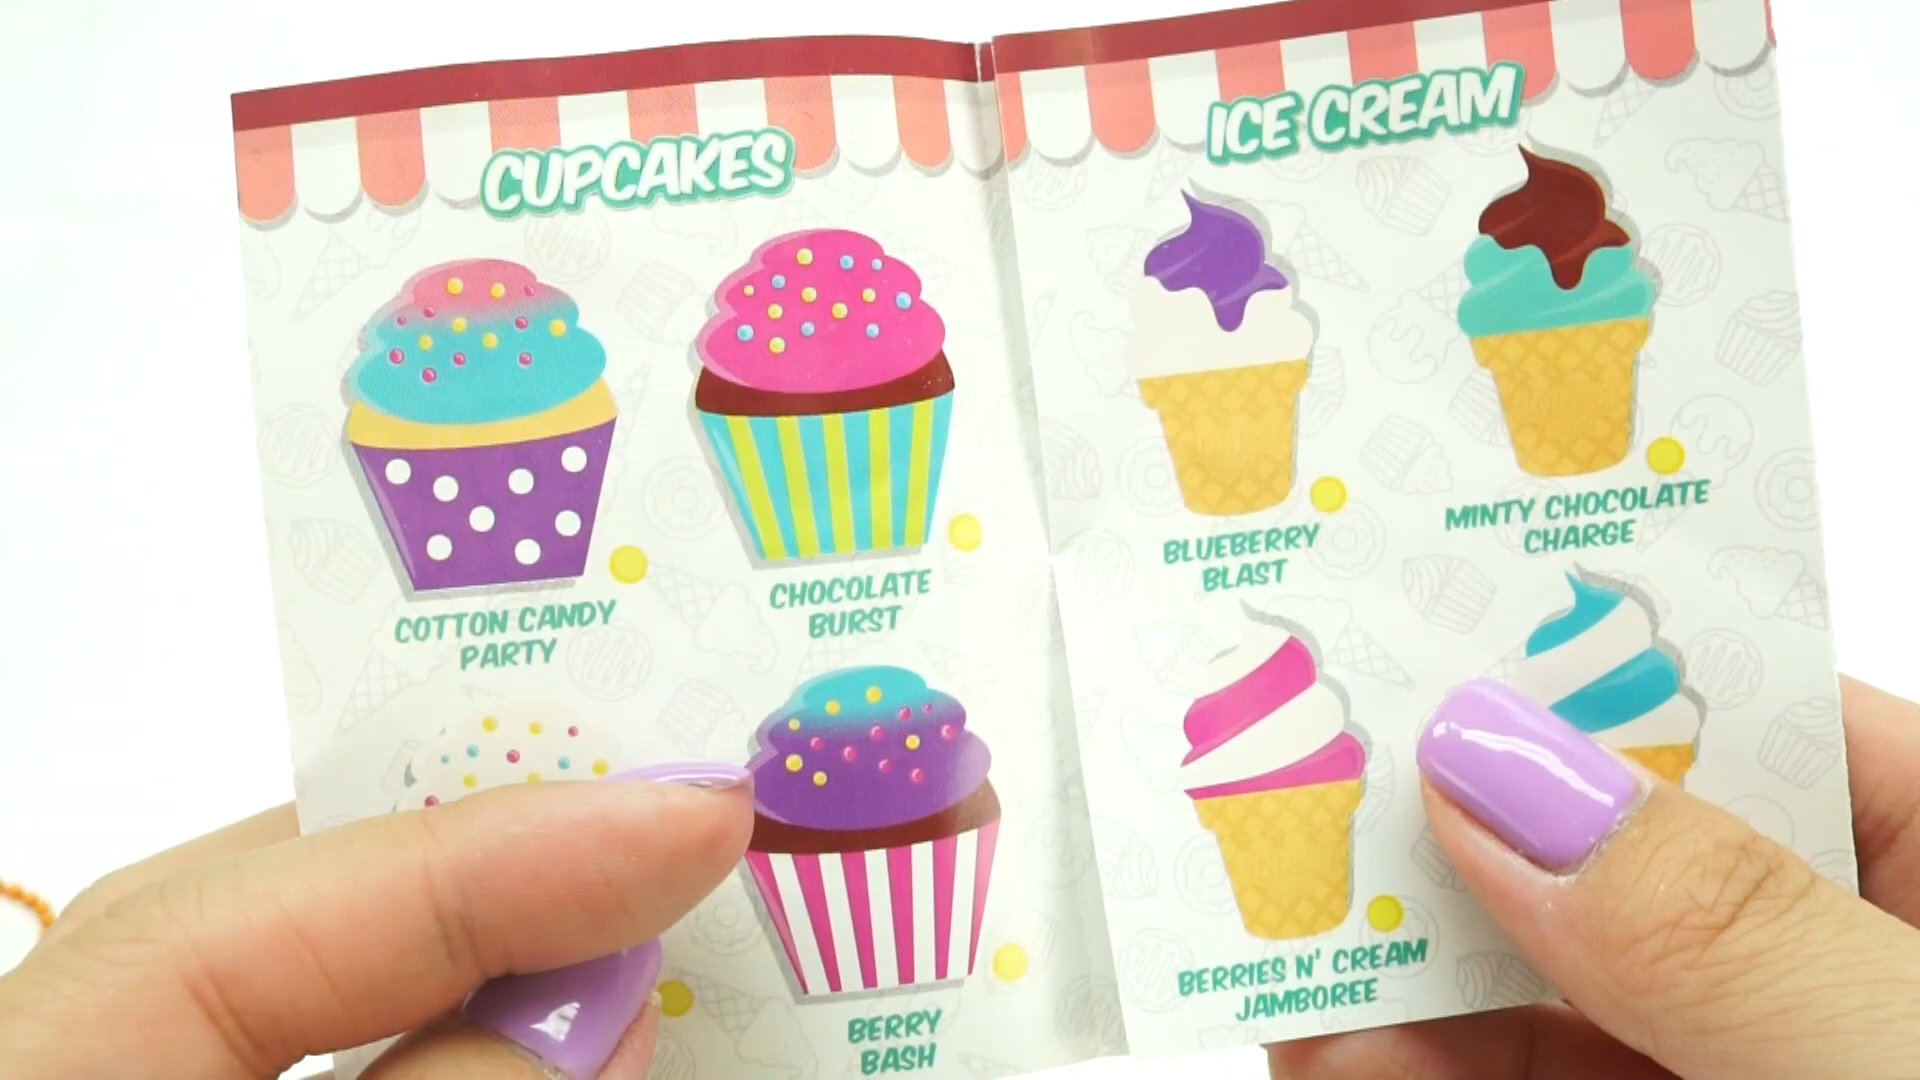 CUPCAKES
COTTON CANDY
PARTY
CHOCOLATE
BURST
BERRY
BASH
ICE CREAM
BLUEBERRY
BLAST
MINTY CHOCOLATE
CHARGE
BERRIES N' CREAM
JAMBOREE